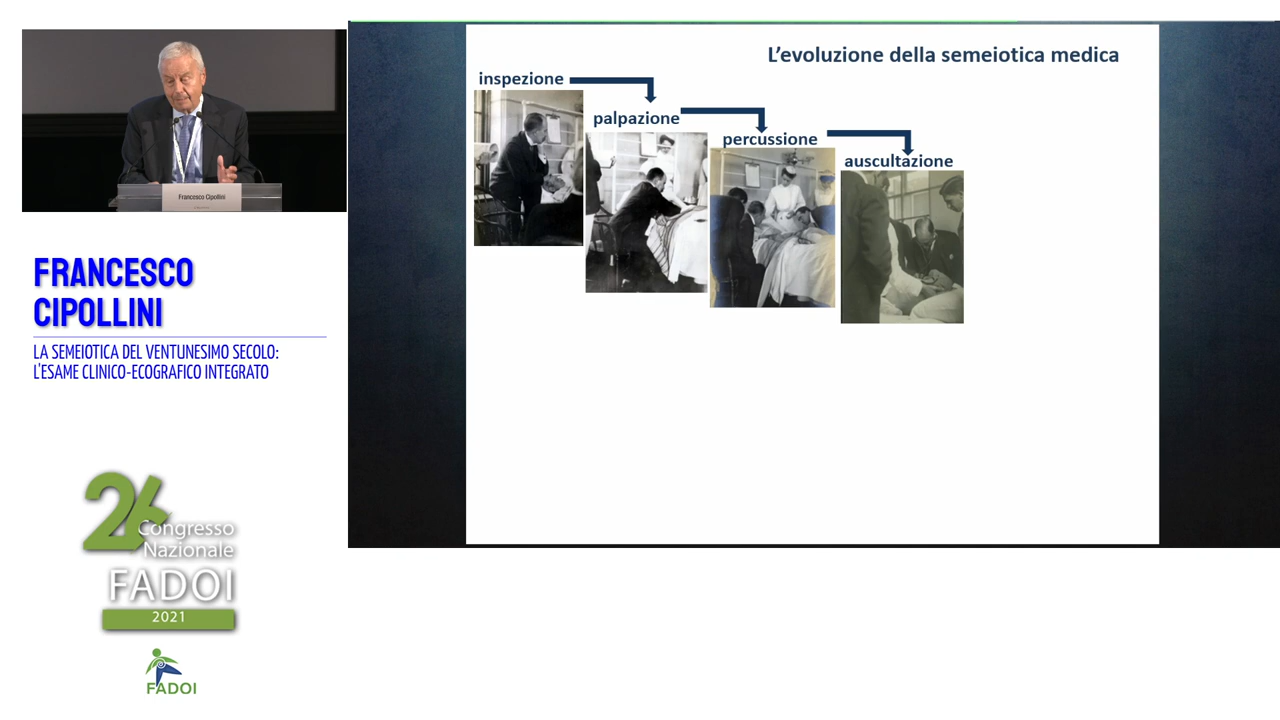 Francesco Cipollini
FRANCESCO
CIPOLLINI
LA SEMEIOTICA DEL VENTUNESIMO SECOLO:
L'ESAME CLINICO-ECOGRAFICO INTEGRATO
26
Congresso
Nazionale
FADOI
2021
FADOI
L'evoluzione della semeiotica medica
inspezione
palpazione
percussione
auscultazione